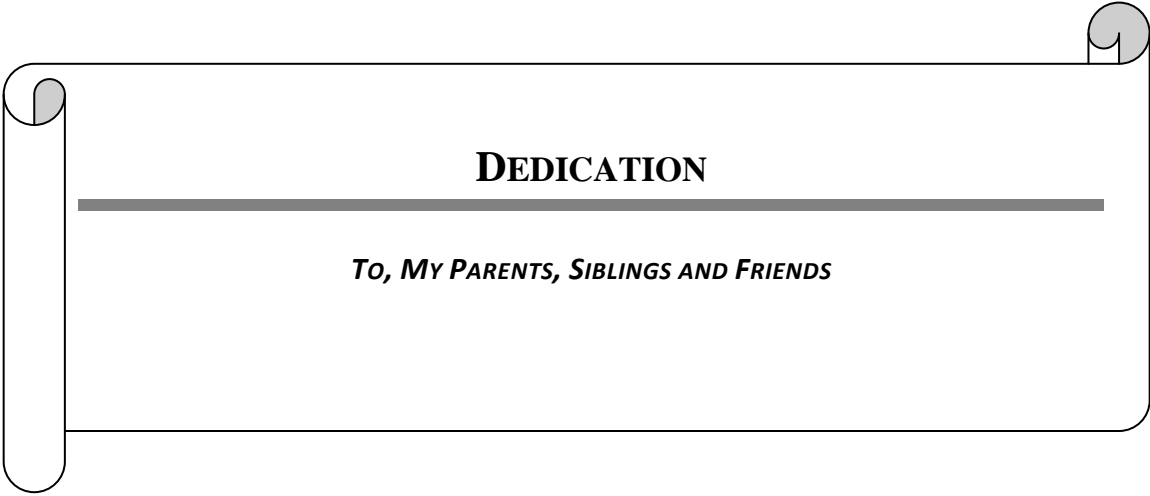 DEDICATION
TO, MY PARENTS, SIBLINGS AND FRIENDS